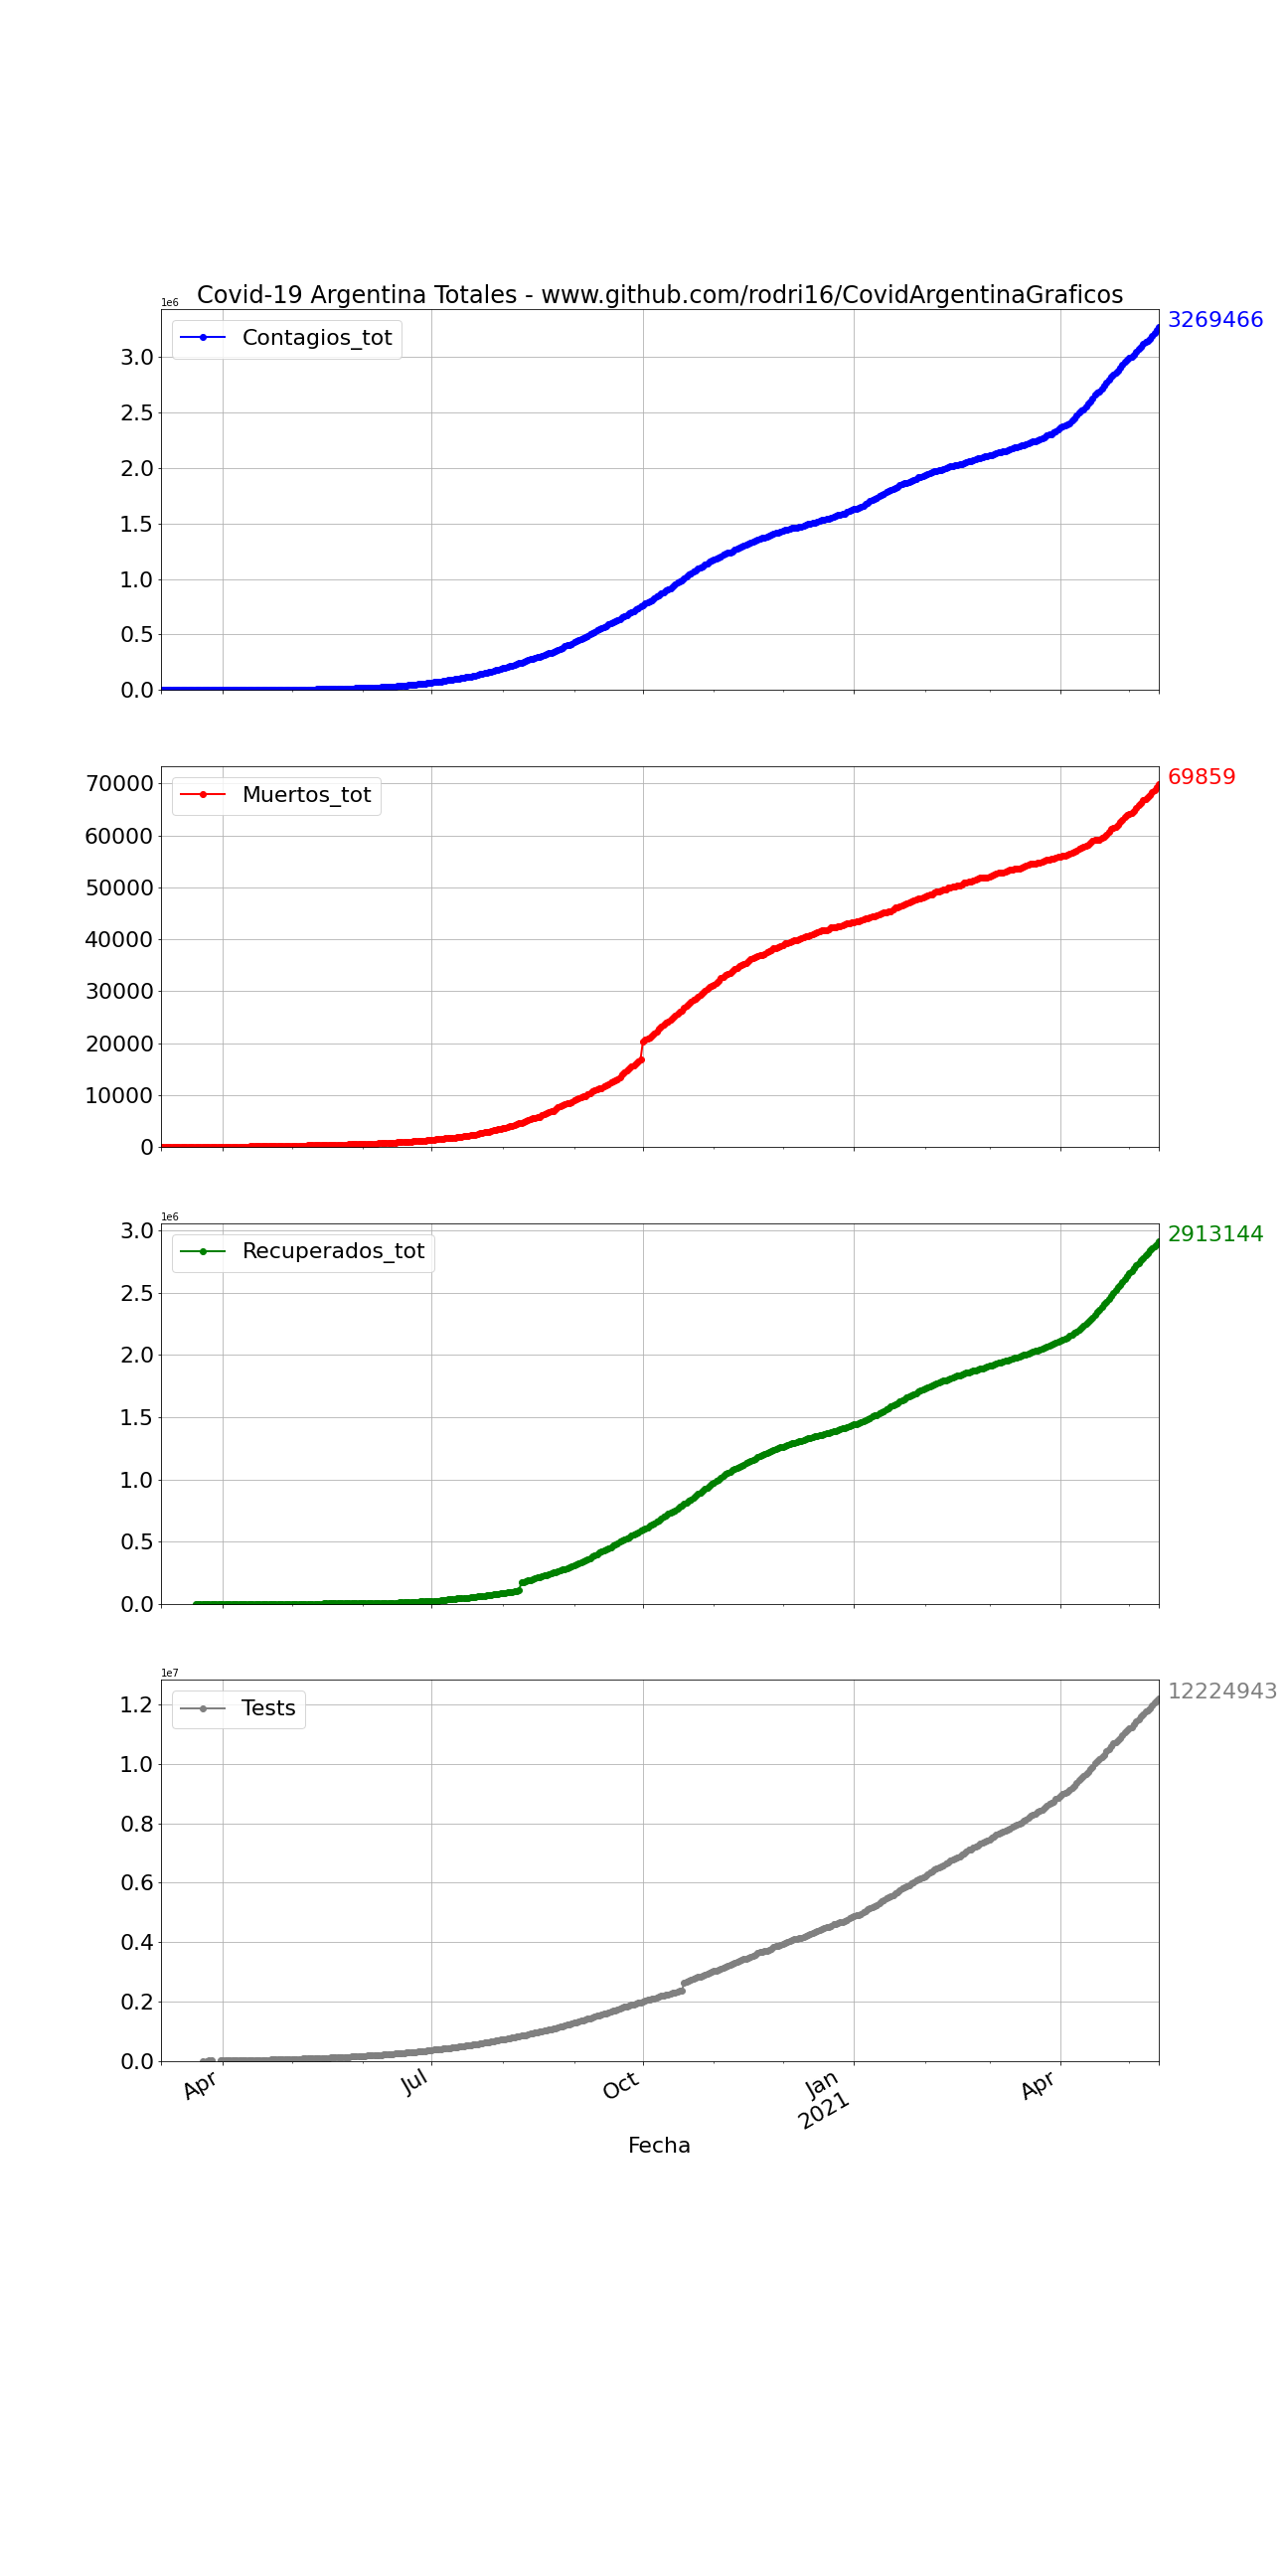 Covid-19 Argentina Totales - www.github.com/rodri16/CovidArgentinaGraficos
1e6
3269466
Contagios_tot
3.0
2.5
2.0
1.5
1.0
0.5
0.0
69859
Muertos_tot
70000
60000
50000
40000
30000
20000
10000
0
1e6
2913144
Recuperados_tot
3.0
2.5
2.0
1.5
1.0
0.5
0.0
1e7
12224943
Tests
1.2
1.0
0.8
0.6
0.4
0.2
0.0
Apr
Jul
Oct
Jan
2021
Apr
Fecha